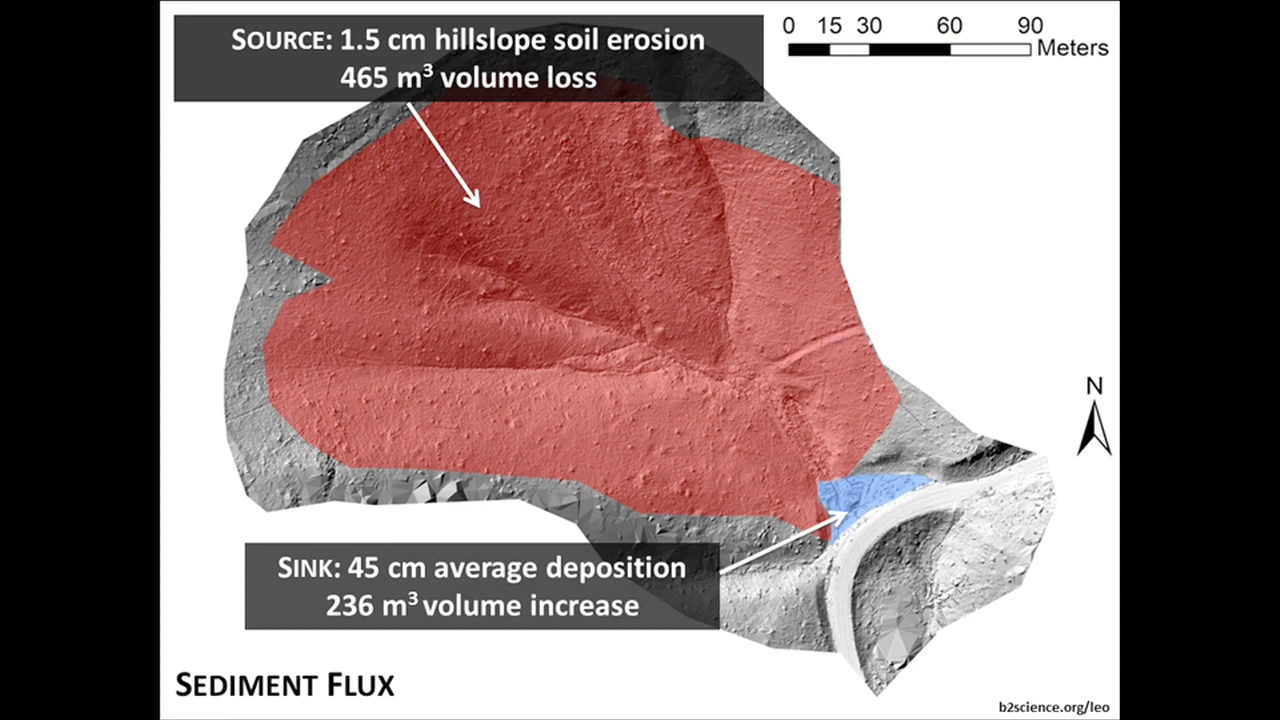 SOURCE: 1.5 cm hillslope soil erosion
465 m³ volume loss
0 15 30 60 90
Meters
N
SINK: 45 cm average deposition
236 m³ volume increase
SEDIMENT FLUX
b2science.org/leo